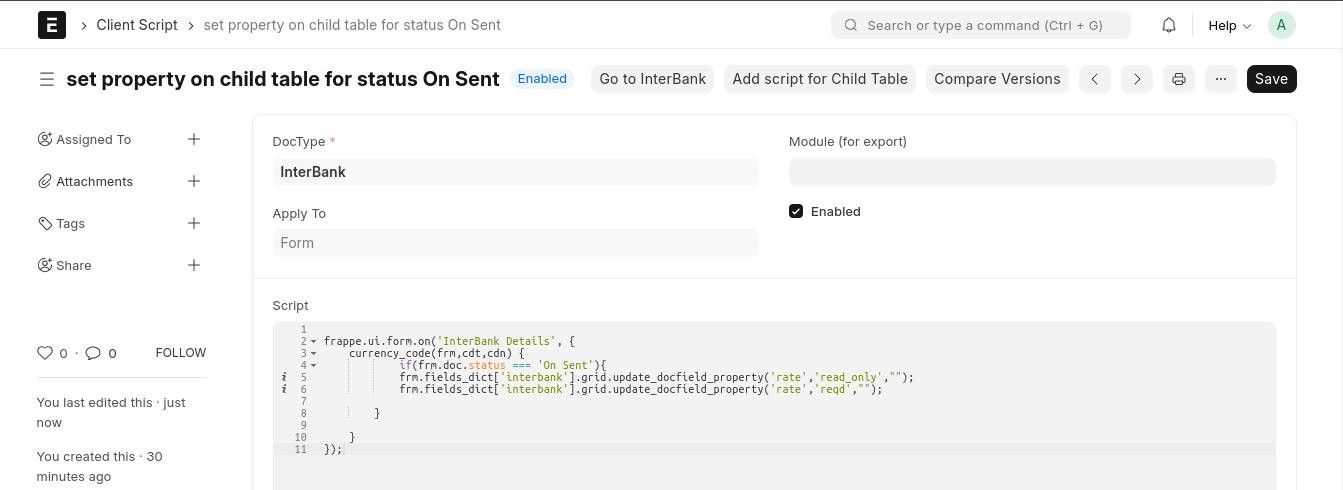 E > Client Script > set property on child table for status On Sent Search or type a command (Ctrl + G) Help A
set property on child table for status On Sent Enabled Go to InterBank Add script for Child Table Compare Versions ... Save
Assigned To +
Attachments +
Tags +
Share +
0 · 0 FOLLOW
You last edited this · just
now
You created this · 30
minutes ago
DocType *
InterBank
Module (for export)
Apply To
Form
Enabled
Script
1
2 frappe.ui.form.on('InterBank Details', {
3     currency_code(frm,cdt,cdn) {
4             if(frm.doc.status === 'On Sent'){
i 5             frm.fields_dict['interbank'].grid.update_docfield_property('rate','read_only',"");
i 6             frm.fields_dict['interbank'].grid.update_docfield_property('rate','reqd',"");
7
8         }
9
10     }
11 });